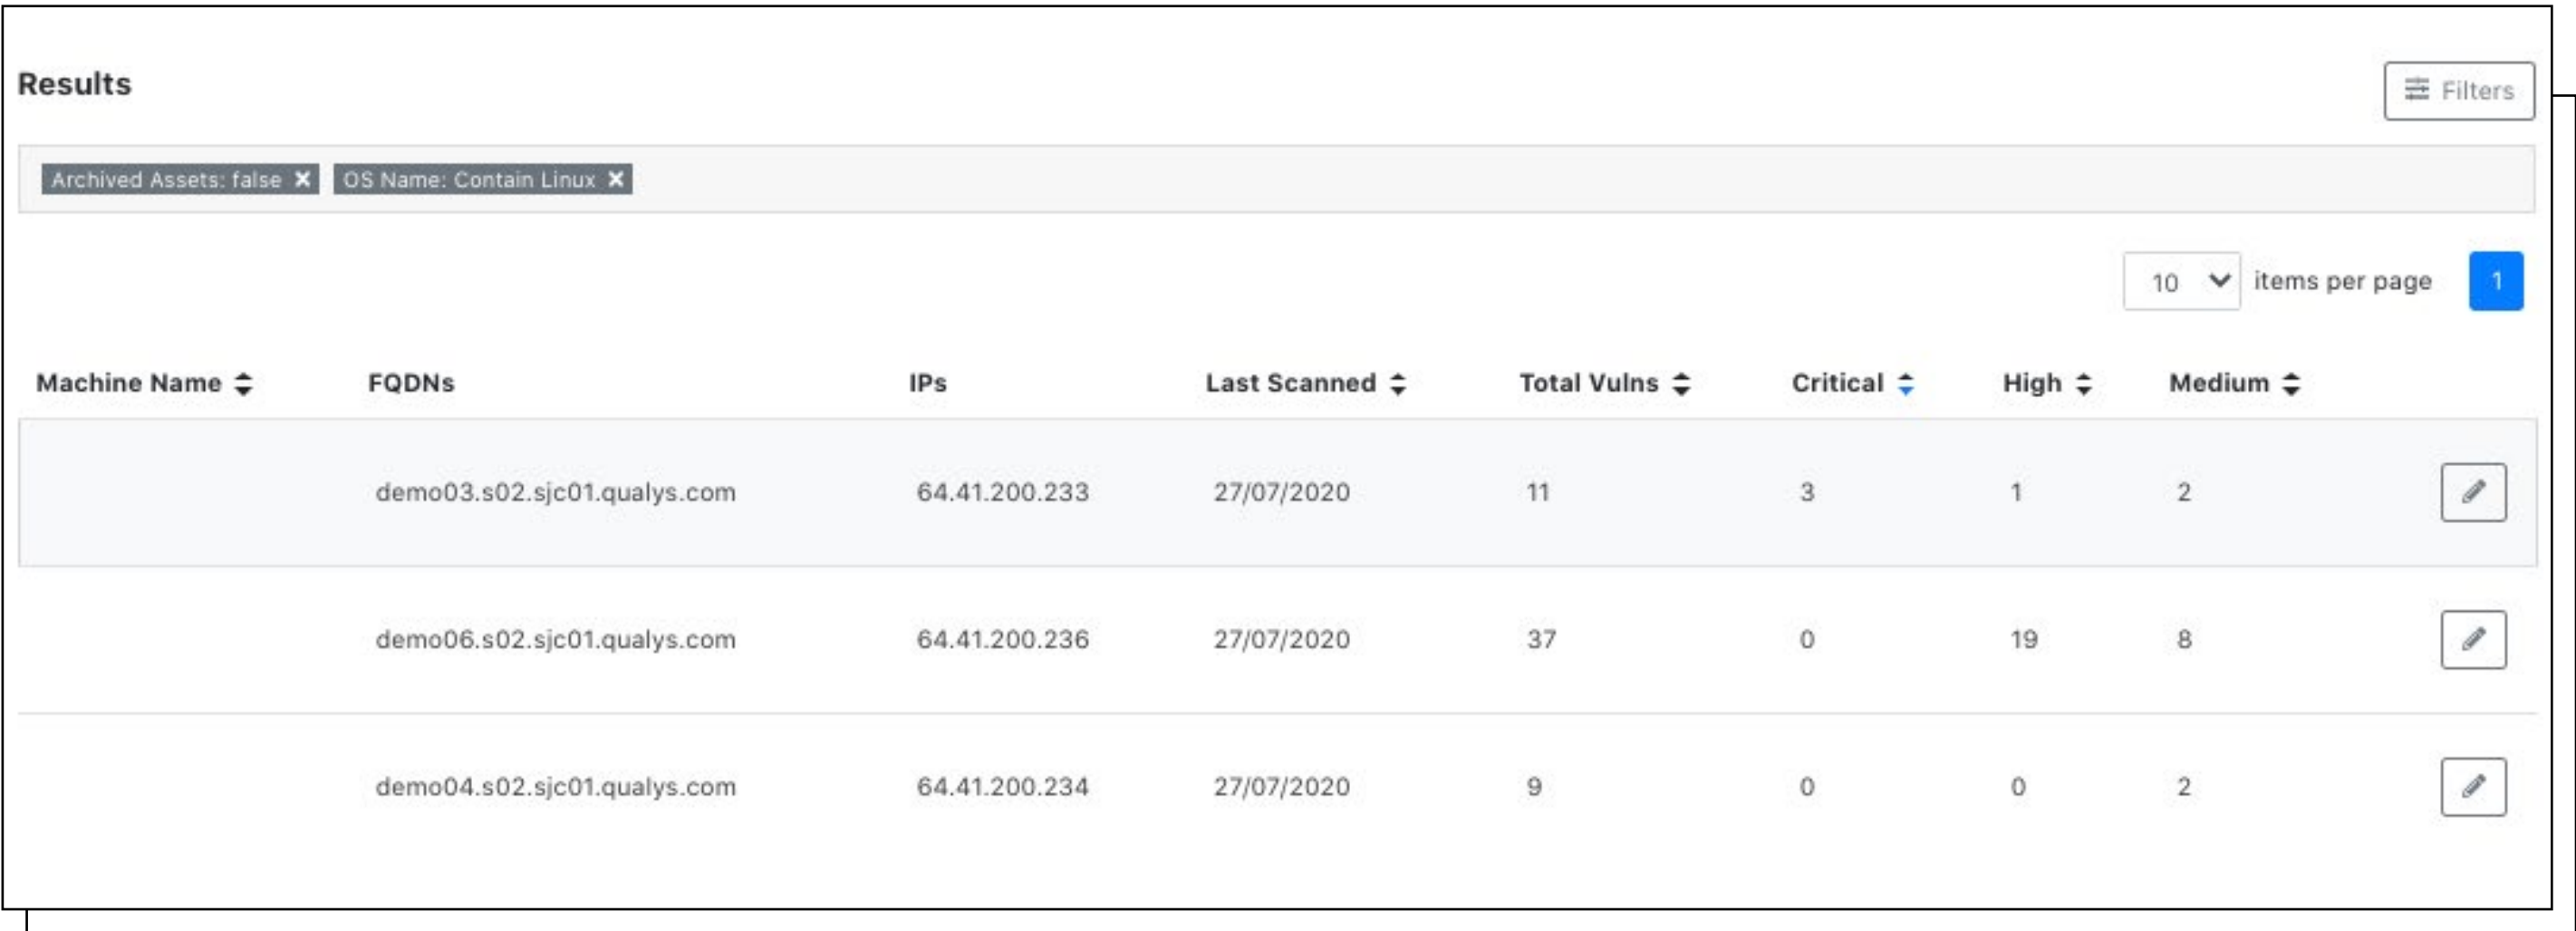 Results
Filters
Archived Assets: false × OS Name: Contain Linux ×
10 items per page 1
Machine Name FQDNs IPs Last Scanned Total Vulns Critical High Medium
demo03.s02.sjc01.qualys.com 64.41.200.233 27/07/2020 11 3 1 2
demo06.s02.sjc01.qualys.com 64.41.200.236 27/07/2020 37 0 19 8
demo04.s02.sjc01.qualys.com 64.41.200.234 27/07/2020 9 0 0 2